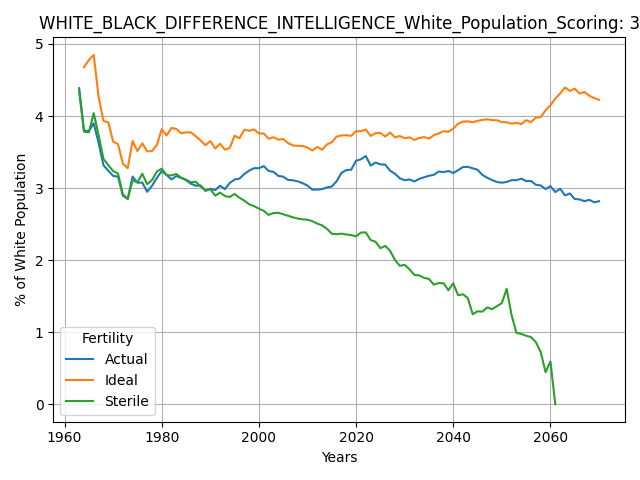 WHITE_BLACK_DIFFERENCE_INTELLIGENCE_White_Population_Scoring: 3
5
4
3
2
1
0
% of White Population
Fertility
Actual
Ideal
Sterile
1960 1980 2000 2020 2040 2060
Years